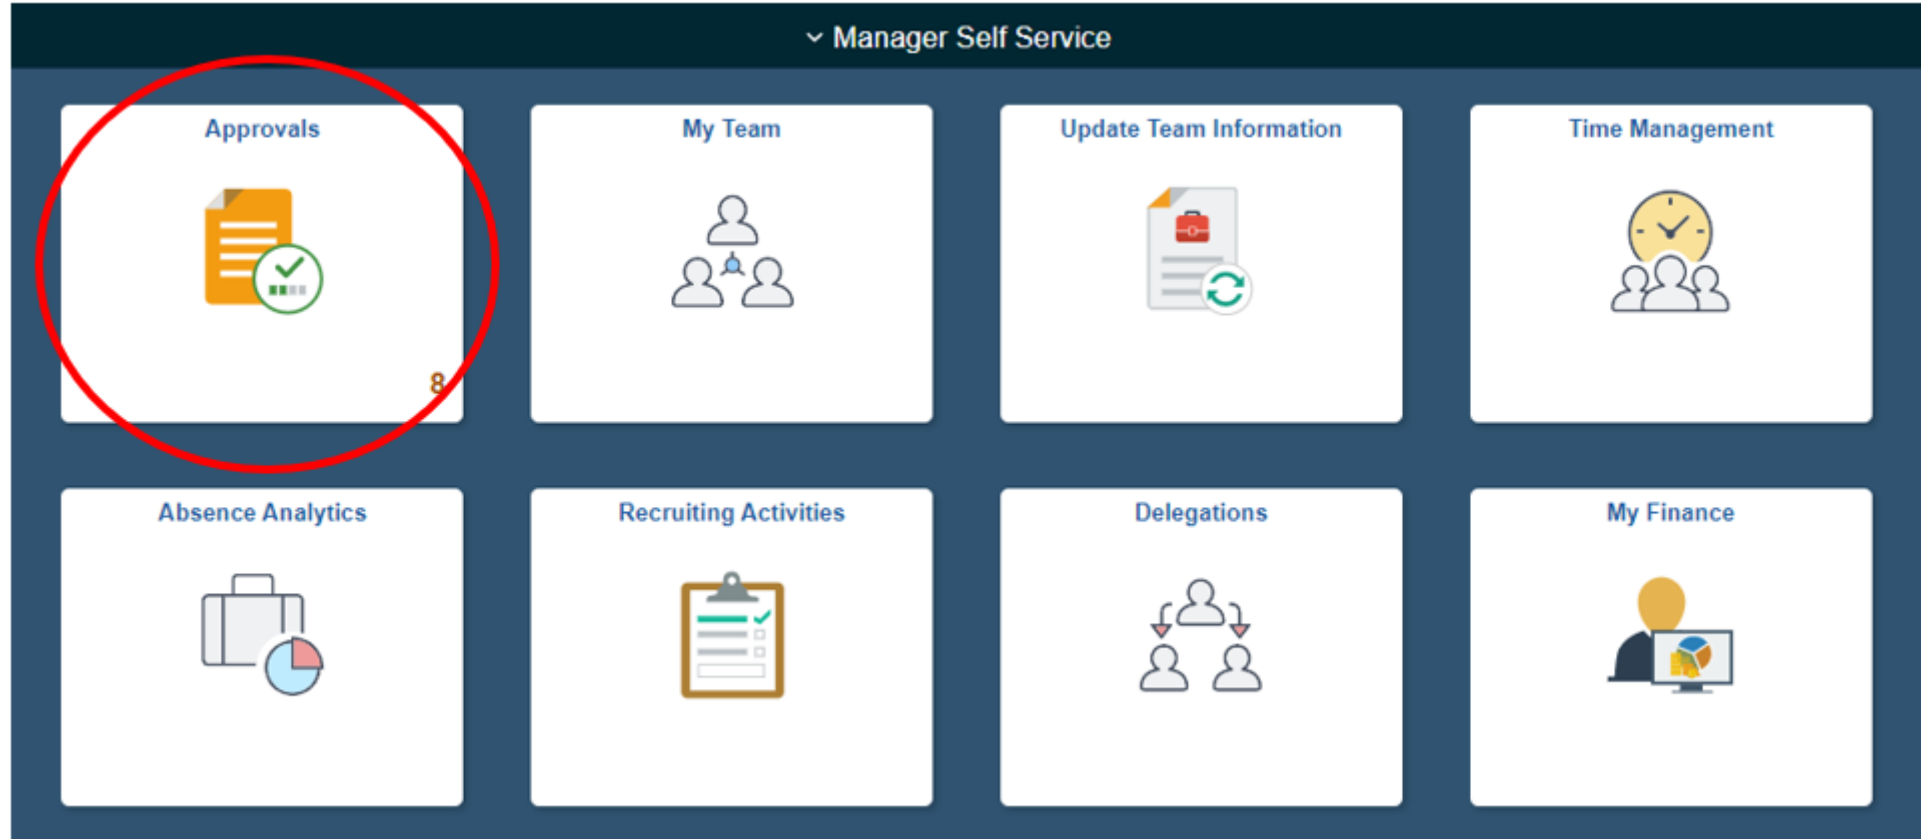 Manager Self Service
Approvals
My Team
Update Team Information
Time Management
8
Absence Analytics
Recruiting Activities
Delegations
My Finance